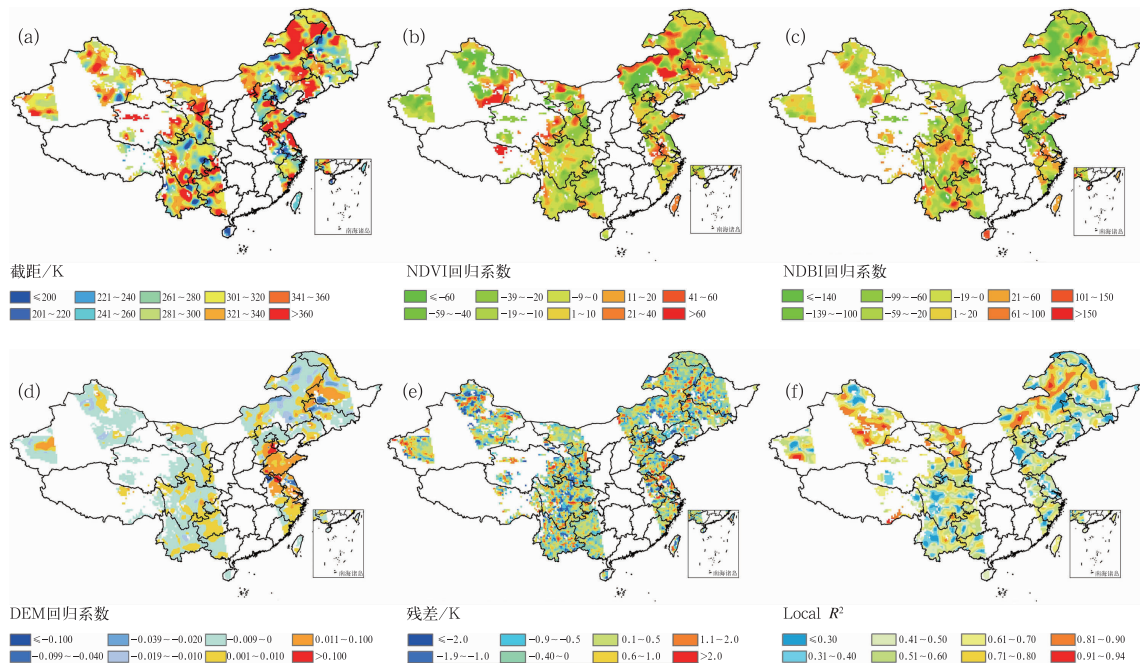 (a)
(b)
(c)
南海诸岛
南海诸岛
南海诸岛
截距/K
NDVI回归系数
NDBI回归系数
≤200 221~240 261~280 301~320 341~360
201~220 241~260 281~300 321~340 >360
≤-60 -39~-20 -9~0 11~20 41~60
-59~-40 -19~-10 1~10 21~40 >60
≤-140 -99~-60 -19~0 21~60 101~150
-139~-100 -59~-20 1~20 61~100 >150
(d)
(e)
(f)
南海诸岛
南海诸岛
南海诸岛
DEM回归系数
残差/K
Local R²
≤-0.100 -0.039~-0.020 -0.009~0 0.011~0.100
-0.099~-0.040 -0.019~-0.010 0.001~0.010 >0.100
≤-2.0 -0.9~-0.5 0.1~0.5 1.1~2.0
-1.9~-1.0 -0.40~0 0.6~1.0 >2.0
≤0.30 0.41~0.50 0.61~0.70 0.81~0.90
0.31~0.40 0.51~0.60 0.71~0.80 0.91~0.94